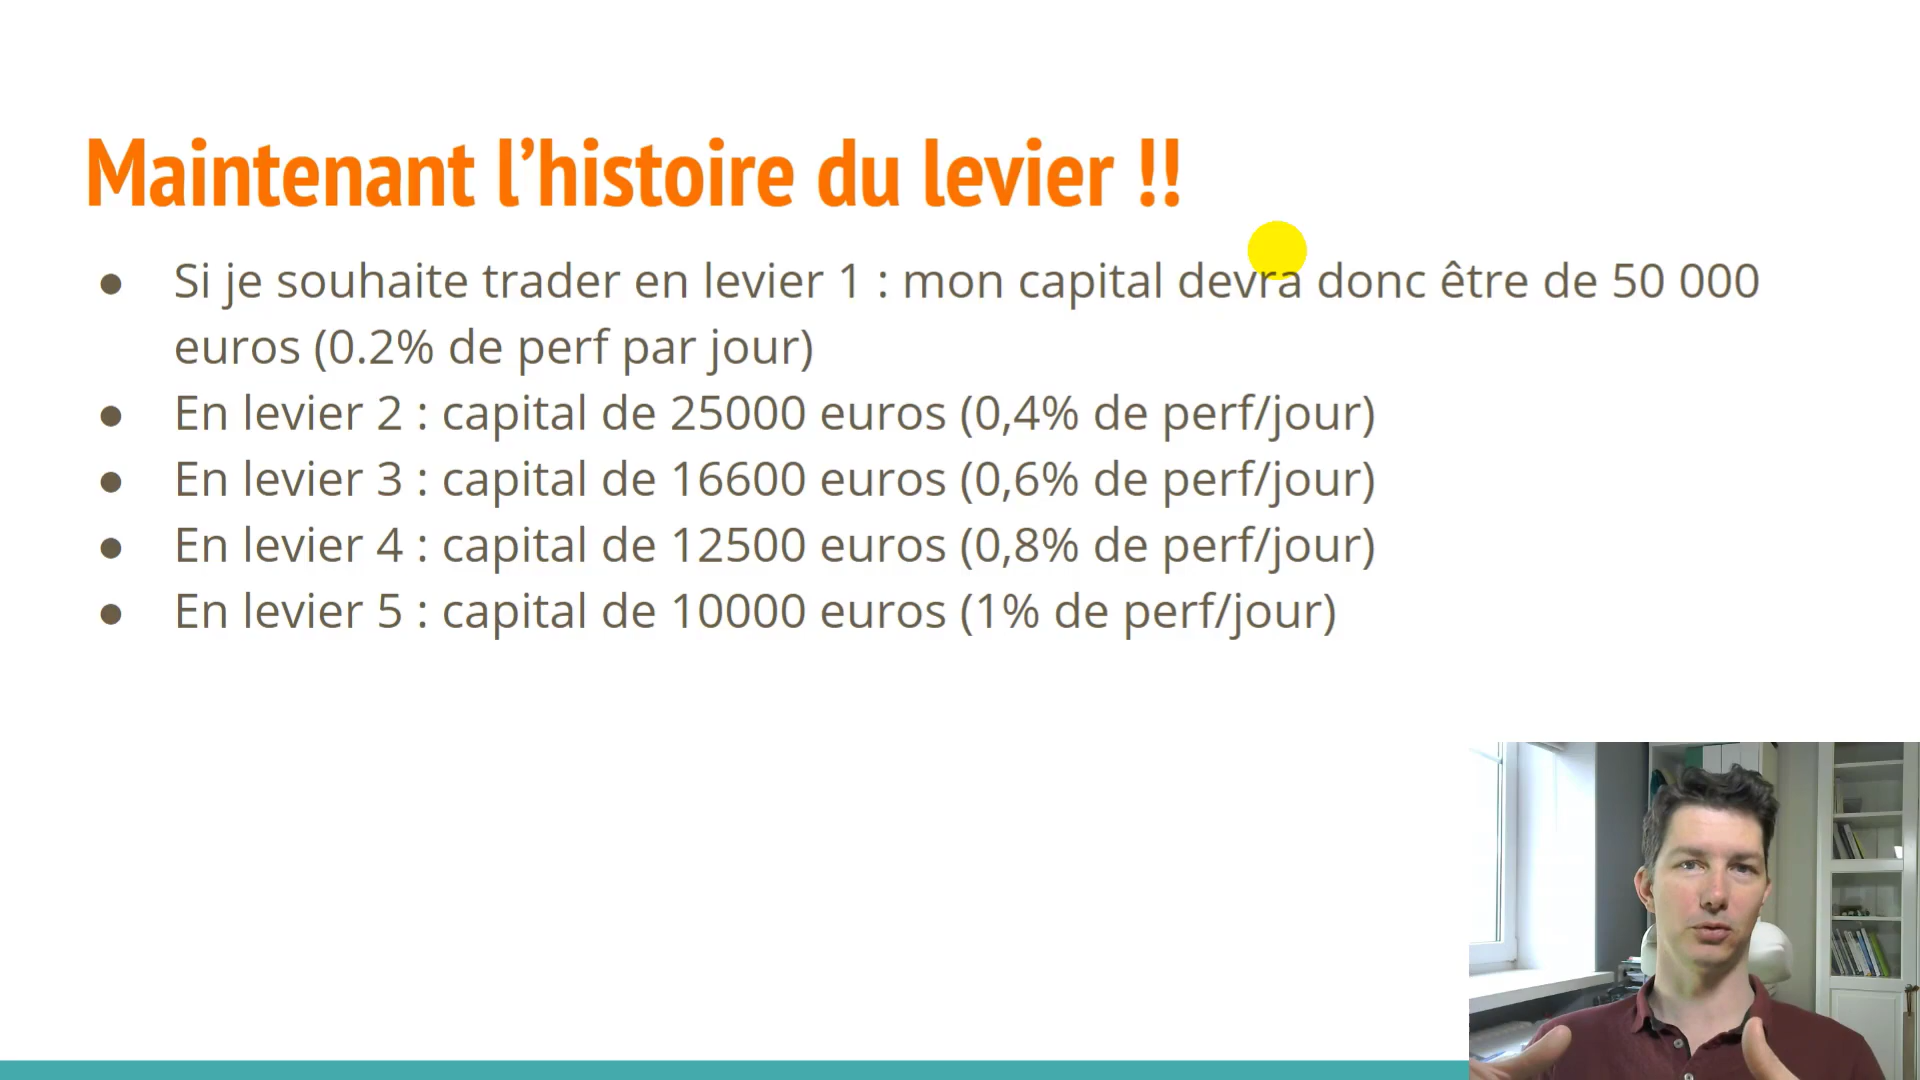 Maintenant l’histoire du levier !!
● Si je souhaite trader en levier 1 : mon capital devra donc être de 50 000
euros (0.2% de perf par jour)
● En levier 2 : capital de 25000 euros (0,4% de perf/jour)
● En levier 3 : capital de 16600 euros (0,6% de perf/jour)
● En levier 4 : capital de 12500 euros (0,8% de perf/jour)
● En levier 5 : capital de 10000 euros (1% de perf/jour)